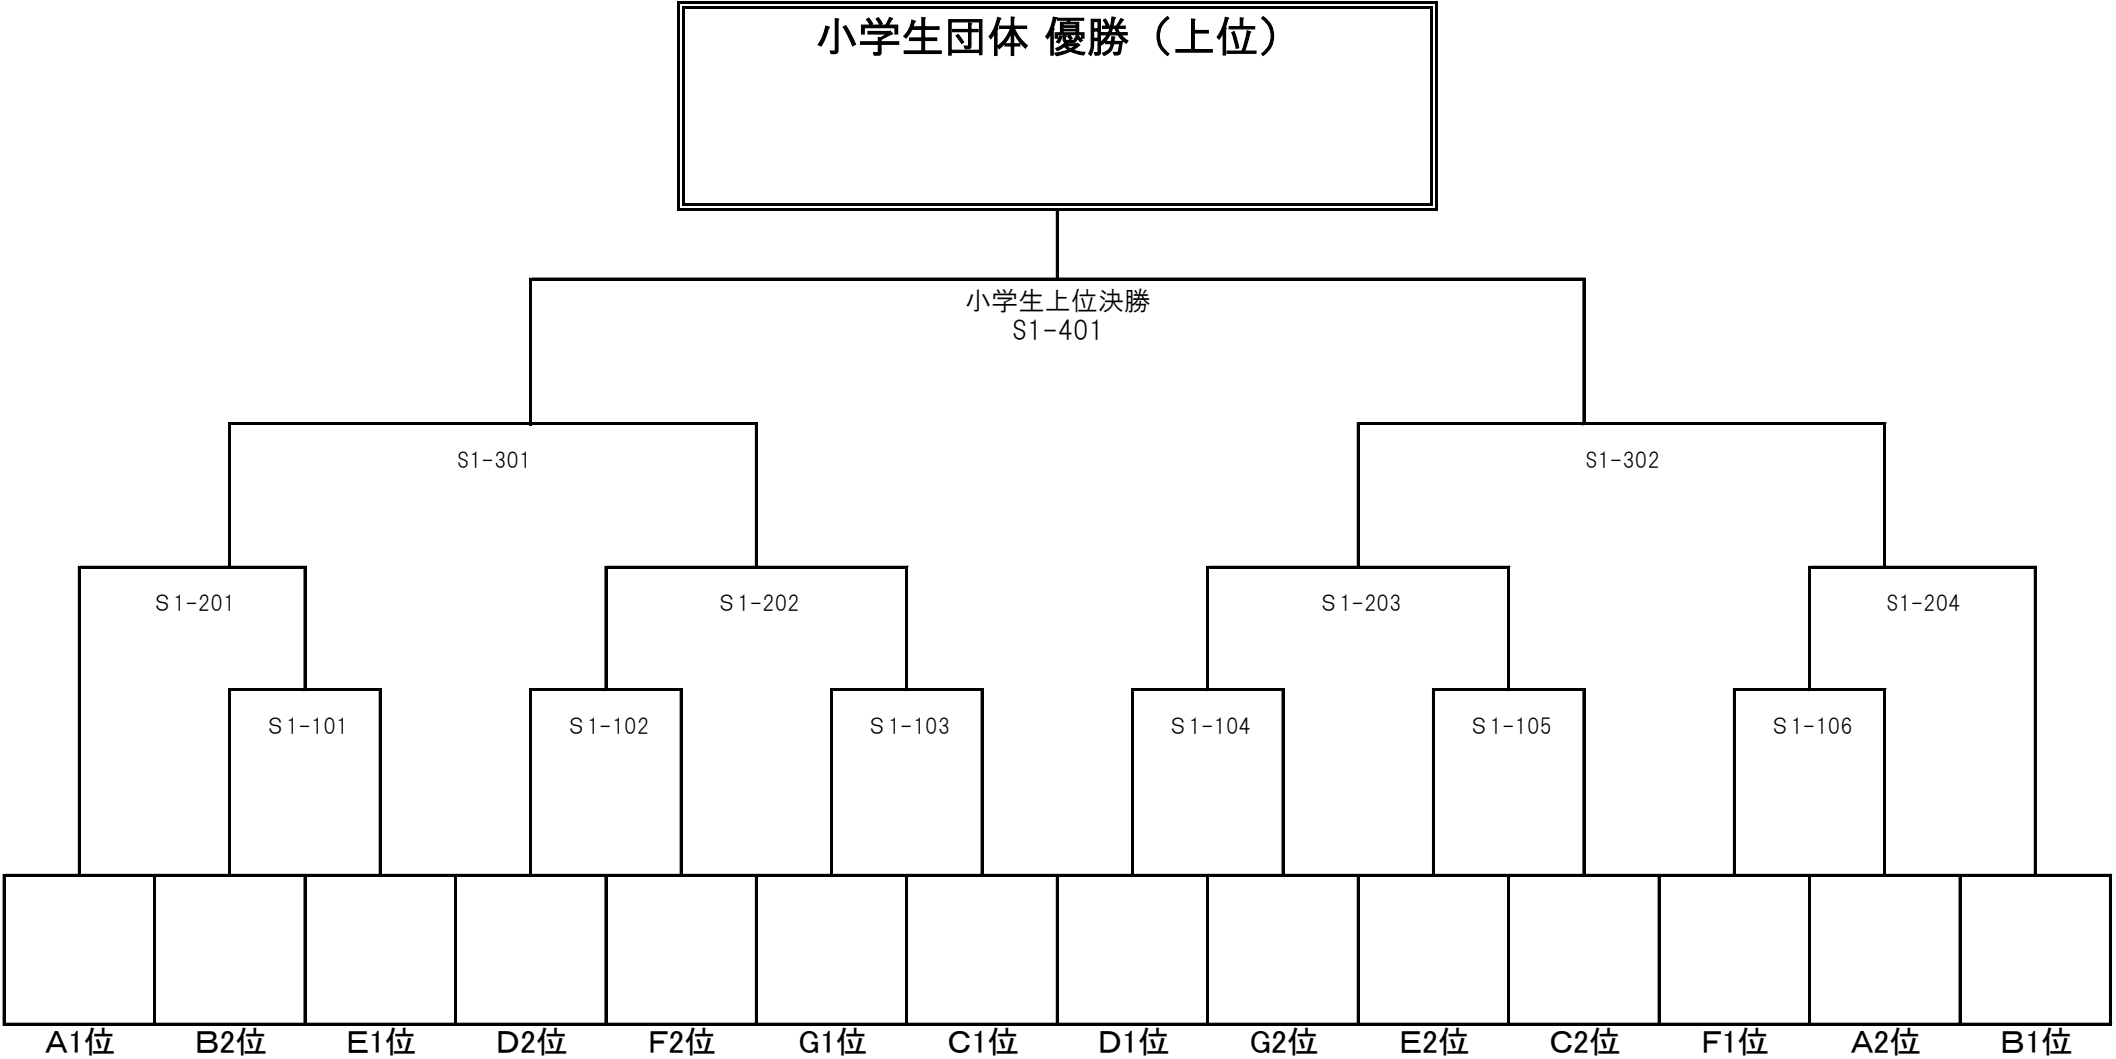 小学生団体 優勝（上位）
小学生上位決勝
S1-401
S1-301
S1-302
S1-201
S1-202
S1-203
S1-204
S1-101
S1-102
S1-103
S1-104
S1-105
S1-106
A1位
B2位
E1位
D2位
F2位
G1位
C1位
D1位
G2位
E2位
C2位
F1位
A2位
B1位